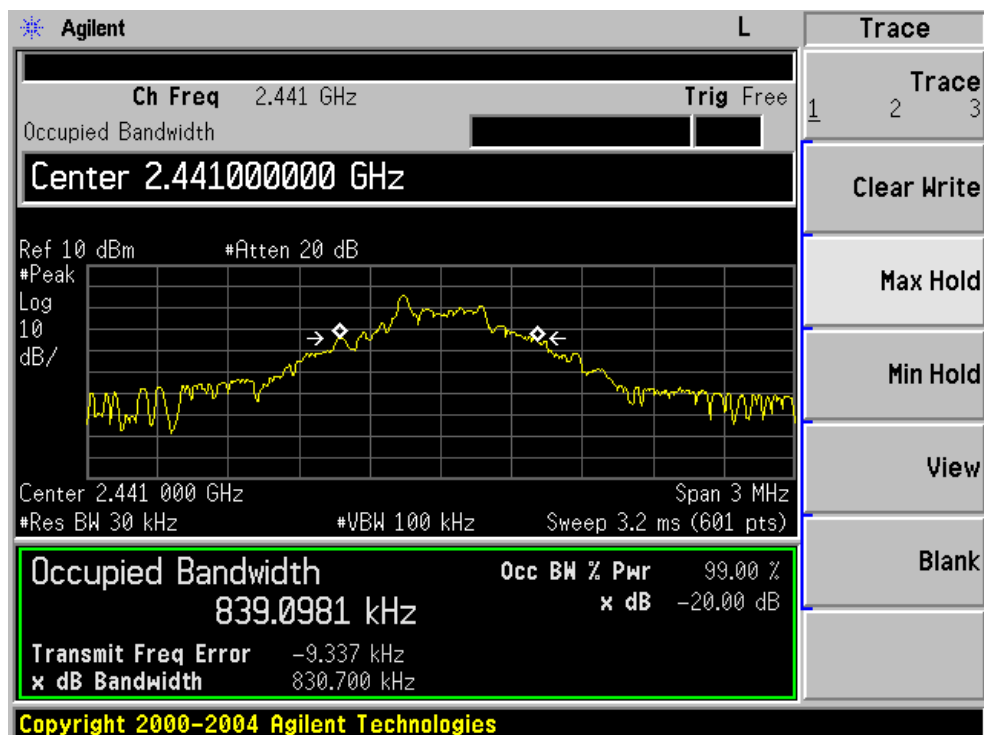 Agilent L Trace
Ch Freq 2.441 GHz Trig Free
Occupied Bandwidth
Center 2.441000000 GHz
Ref 10 dBm #Atten 20 dB
#Peak
Log
10
dB/
Center 2.441 000 GHz Span 3 MHz
#Res BW 30 kHz #VBW 100 kHz Sweep 3.2 ms (601 pts)
Occupied Bandwidth Occ BW % Pwr 99.00 %
839.0981 kHz x dB -20.00 dB
Transmit Freq Error -9.337 kHz
x dB Bandwidth 830.700 kHz
Copyright 2000-2004 Agilent Technologies
Trace
1 2 3
Clear Write
Max Hold
Min Hold
View
Blank